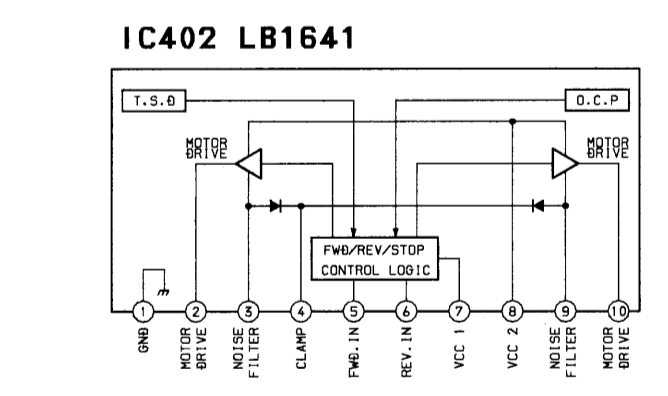 IC402 LB1641
T.S.D
O.C.P
MOTOR
DRIVE
MOTOR
DRIVE
FWD/REV/STOP
CONTROL LOGIC
1
2
3
4
5
6
7
8
9
10
GND
MOTOR
DRIVE
NOISE
FILTER
CLAMP
FWD.IN
REV.IN
VCC 1
VCC 2
NOISE
FILTER
MOTOR
DRIVE